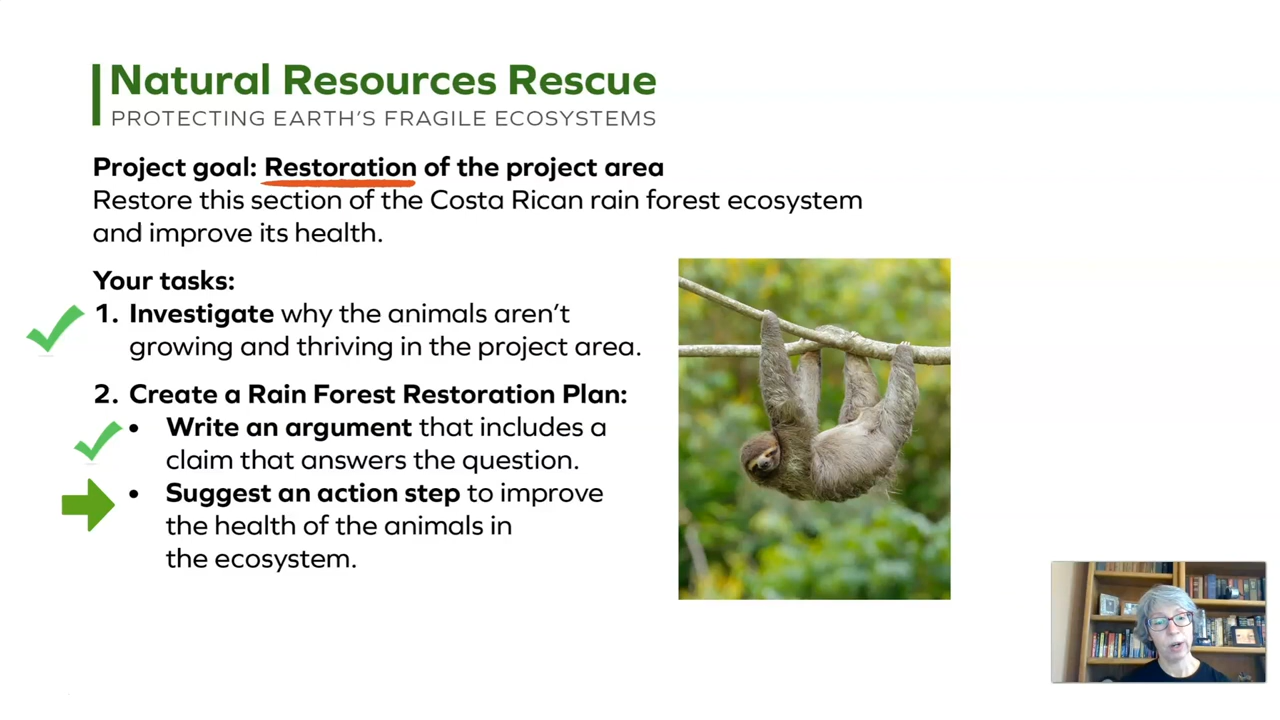 Natural Resources Rescue
PROTECTING EARTH'S FRAGILE ECOSYSTEMS
Project goal: Restoration of the project area
Restore this section of the Costa Rican rain forest ecosystem
and improve its health.
Your tasks:
1. Investigate why the animals aren't
growing and thriving in the project area.
2. Create a Rain Forest Restoration Plan:
• Write an argument that includes a
claim that answers the question.
• Suggest an action step to improve
the health of the animals in
the ecosystem.